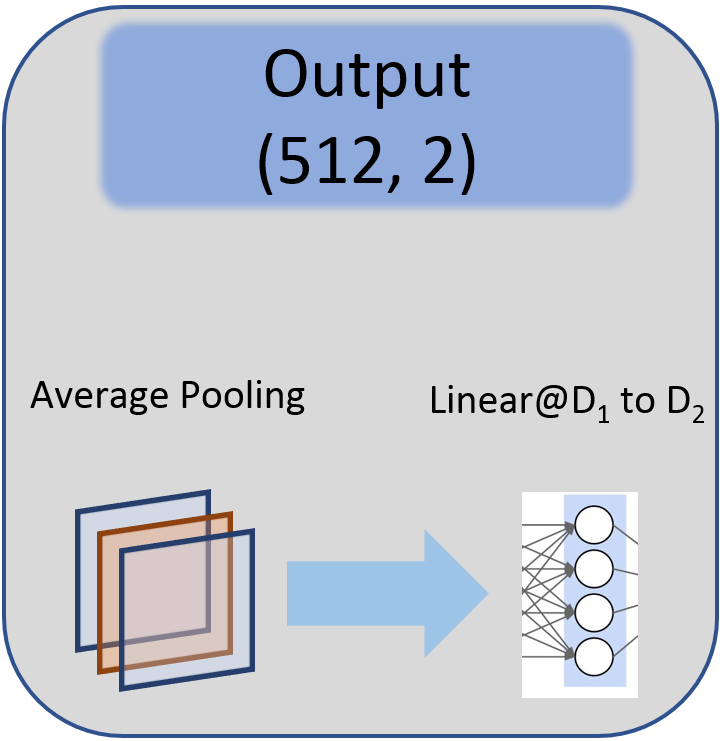 Output
(512, 2)
Average Pooling
Linear@D₁ to D₂